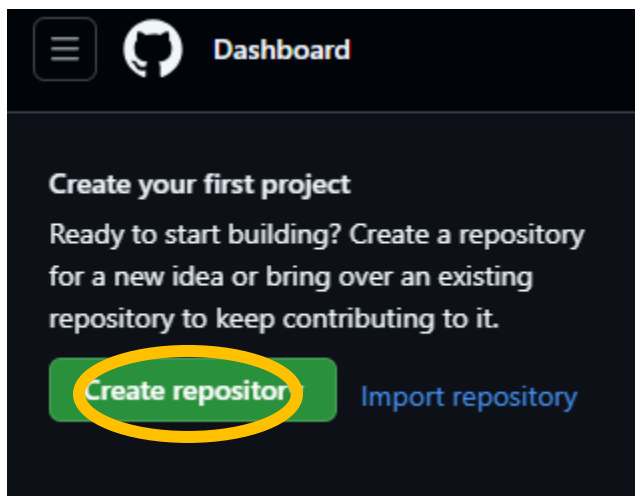 Dashboard
Create your first project
Ready to start building? Create a repository
for a new idea or bring over an existing
repository to keep contributing to it.
Create repository
Import repository